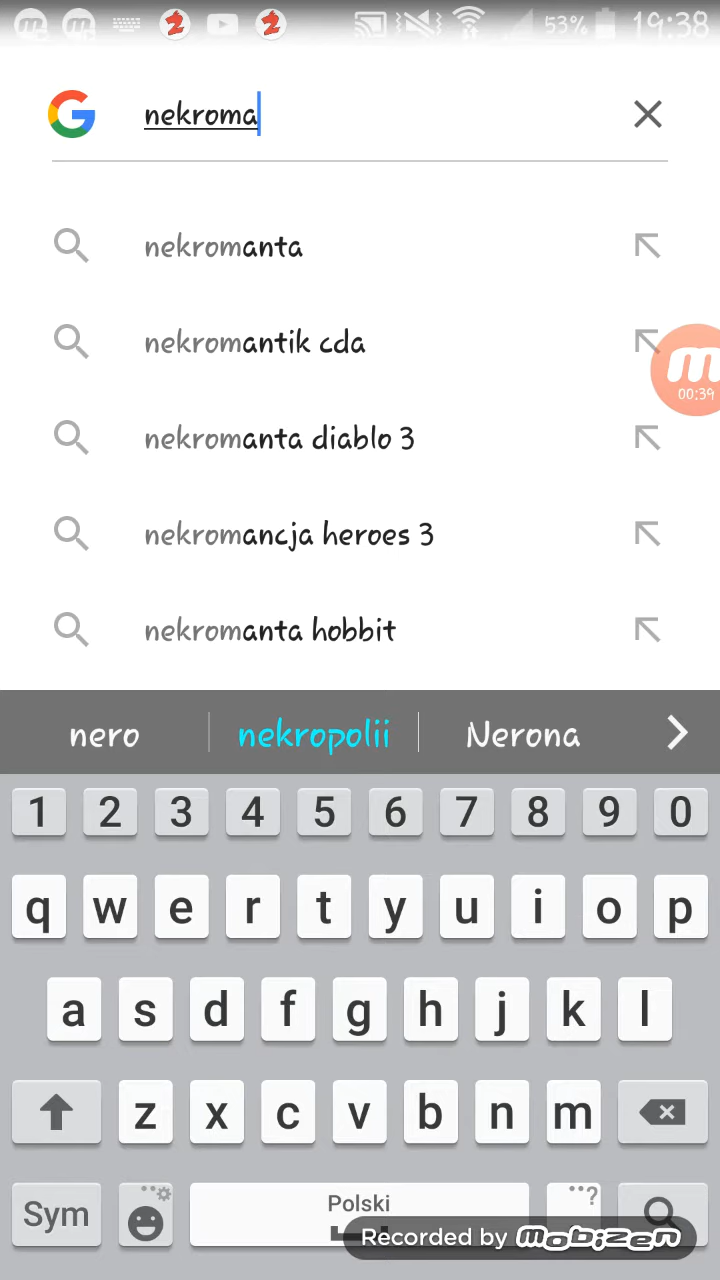 53% 19:38
nekroma
nekromanta
nekromantik cda
00:39
nekromanta diablo 3
nekromancja heroes 3
nekromanta hobbit
nero nekropolii Nerona
1 2 3 4 5 6 7 8 9 0
q w e r t y u i o p
a s d f g h j k l
z x c v b n m
Sym Polski ?
Recorded by mobizen